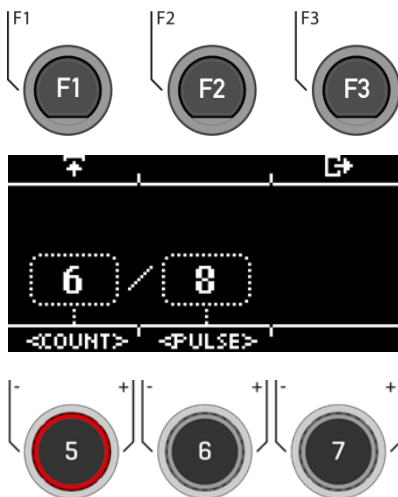 F1 F2 F3
F1 F2 F3
6 / 8
<COUNT> <PULSE>
- + - + - +
5 6 7